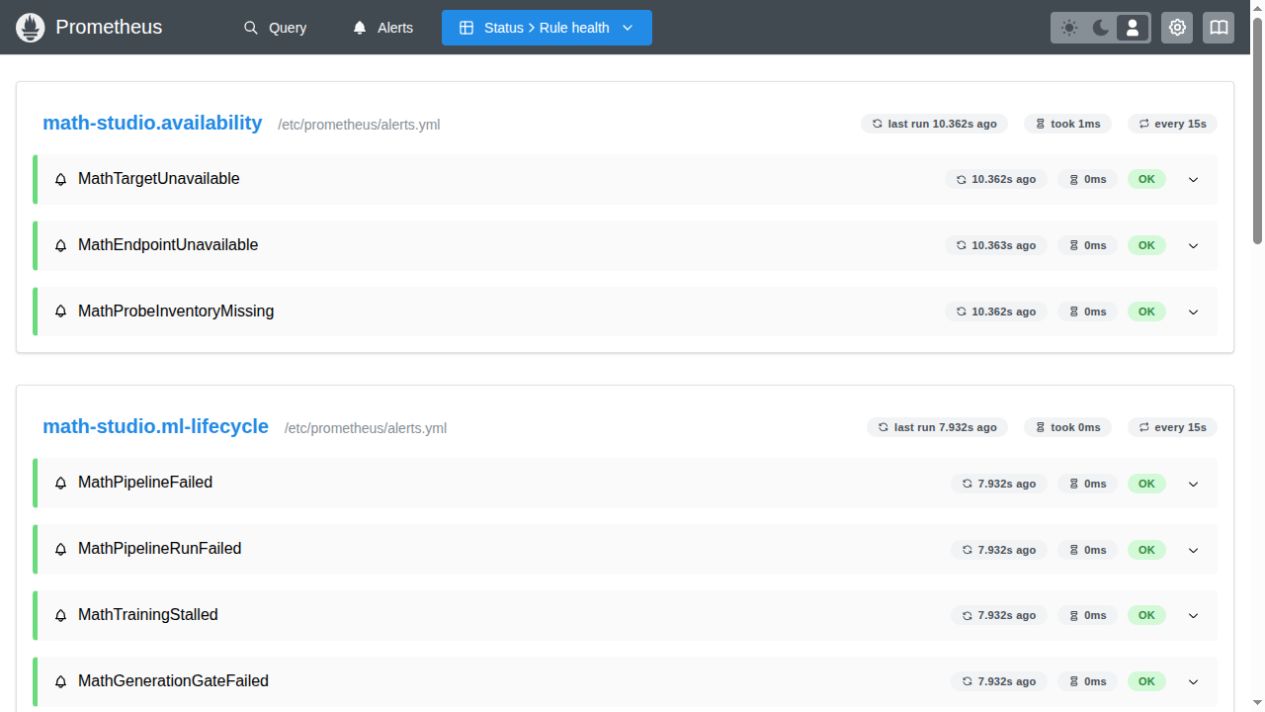 Prometheus Query Alerts Status > Rule health
math-studio.availability /etc/prometheus/alerts.yml last run 10.362s ago took 1ms every 15s
MathTargetUnavailable 10.362s ago 0ms OK
MathEndpointUnavailable 10.363s ago 0ms OK
MathProbeInventoryMissing 10.362s ago 0ms OK
math-studio.ml-lifecycle /etc/prometheus/alerts.yml last run 7.932s ago took 0ms every 15s
MathPipelineFailed 7.932s ago 0ms OK
MathPipelineRunFailed 7.932s ago 0ms OK
MathTrainingStalled 7.932s ago 0ms OK
MathGenerationGateFailed 7.932s ago 0ms OK